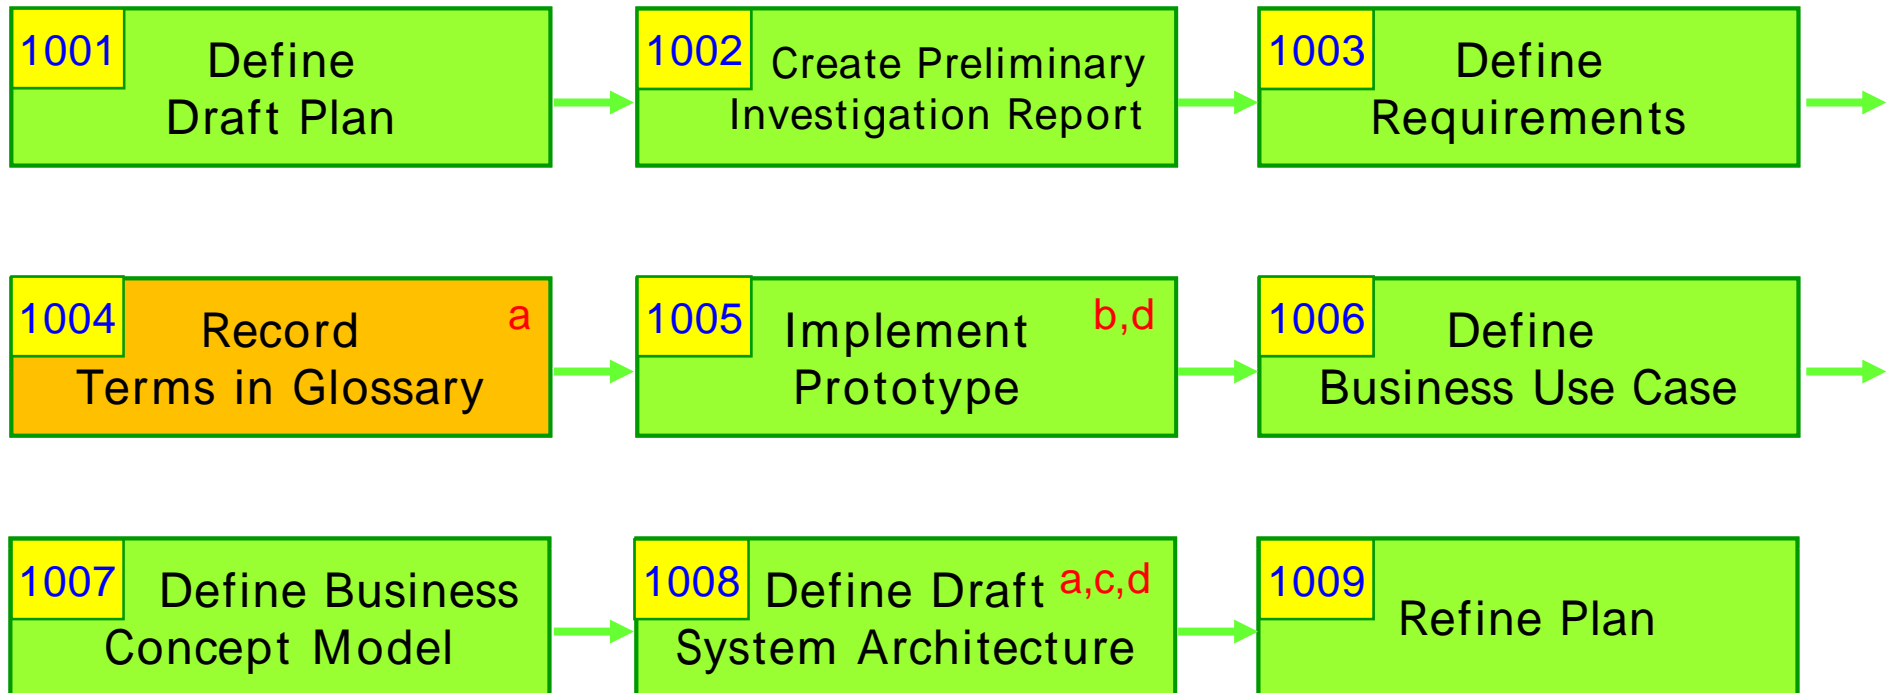 1001
Define
Draft Plan
1002
Create Preliminary
Investigation Report
1003
Define
Requirements
1004
Record
a
Terms in Glossary
1005
Implement
b,d
Prototype
1006
Define
Business Use Case
1007
Define Business
Concept Model
1008
Define Draft
a,c,d
System Architecture
1009
Refine Plan